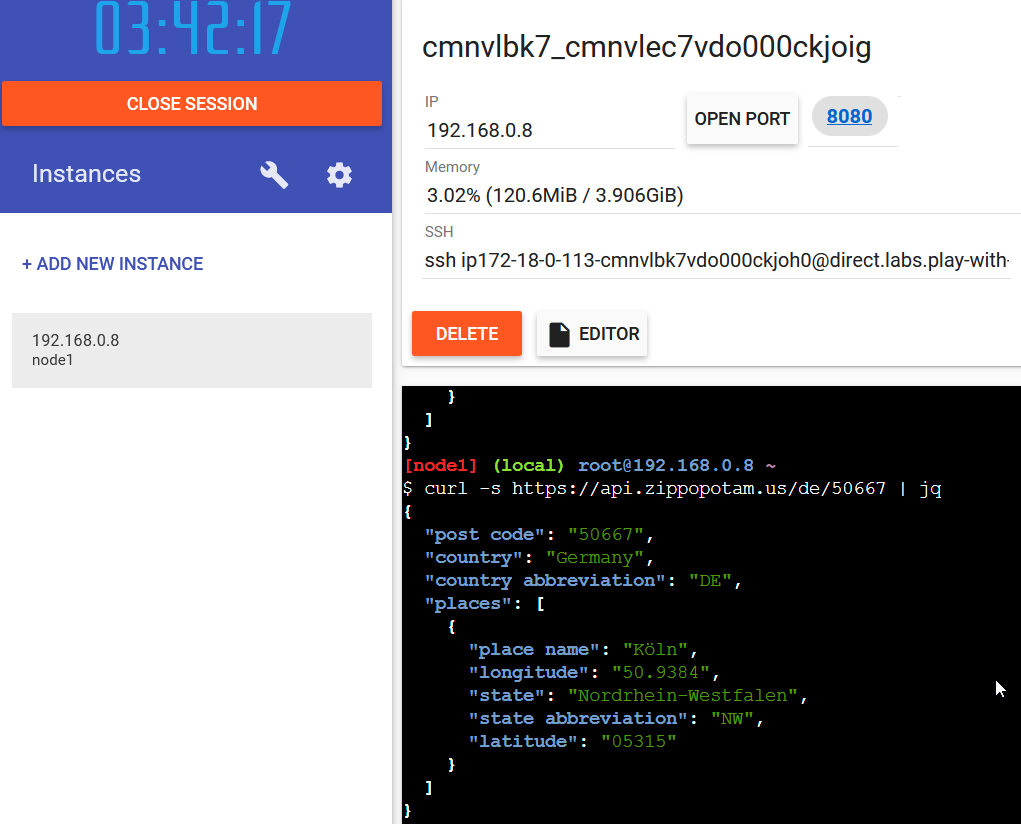 03:42:17
CLOSE SESSION
Instances
+ ADD NEW INSTANCE
192.168.0.8
node1
cmnvlbk7_cmnvlec7vdo000ckjoig
IP
192.168.0.8
OPEN PORT
8080
Memory
3.02% (120.6MiB / 3.906GiB)
SSH
ssh ip172-18-0-113-cmnvlbk7vdo000ckjoh0@direct.labs.play-with-
DELETE
EDITOR
    }
  ]
}
[node1] (local) root@192.168.0.8 ~
$ curl -s https://api.zippopotam.us/de/50667 | jq
{
  "post code": "50667",
  "country": "Germany",
  "country abbreviation": "DE",
  "places": [
    {
      "place name": "Köln",
      "longitude": "50.9384",
      "state": "Nordrhein-Westfalen",
      "state abbreviation": "NW",
      "latitude": "05315"
    }
  ]
}